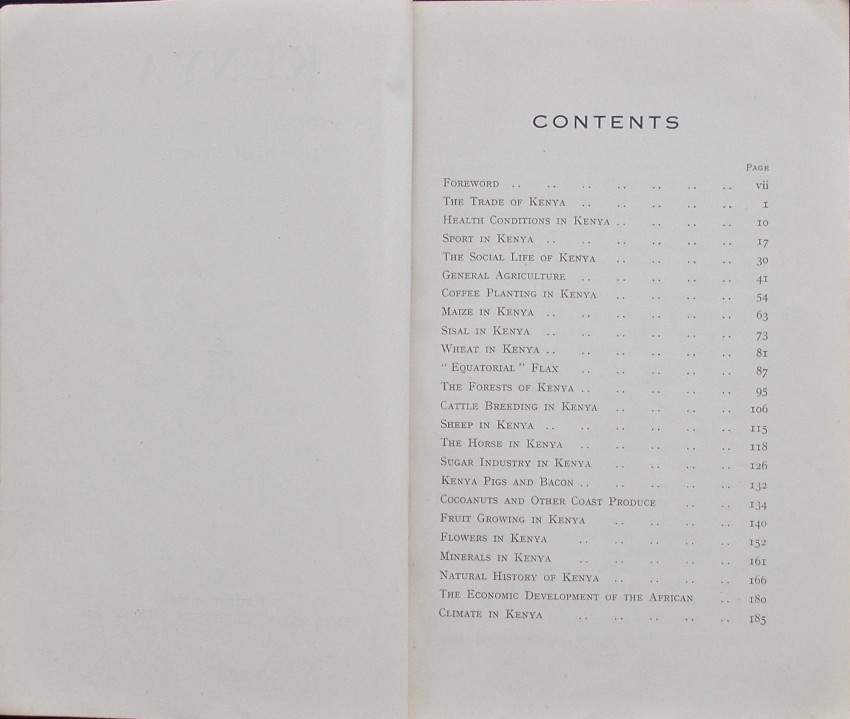 CONTENTS
PAGE
FOREWORD .. .. .. .. .. .. .. vii
THE TRADE OF KENYA .. .. .. .. .. 1
HEALTH CONDITIONS IN KENYA .. .. .. .. 10
SPORT IN KENYA .. .. .. .. .. .. 17
THE SOCIAL LIFE OF KENYA .. .. .. .. 30
GENERAL AGRICULTURE .. .. .. .. .. 41
COFFEE PLANTING IN KENYA .. .. .. .. 54
MAIZE IN KENYA .. .. .. .. .. .. 63
SISAL IN KENYA .. .. .. .. .. .. 73
WHEAT IN KENYA .. .. .. .. .. .. 81
" EQUATORIAL " FLAX .. .. .. .. .. 87
THE FORESTS OF KENYA .. .. .. .. .. 95
CATTLE BREEDING IN KENYA .. .. .. .. 106
SHEEP IN KENYA .. .. .. .. .. .. 115
THE HORSE IN KENYA .. .. .. .. .. 118
SUGAR INDUSTRY IN KENYA .. .. .. .. 126
KENYA PIGS AND BACON .. .. .. .. .. 132
COCOANUTS AND OTHER COAST PRODUCE .. .. 134
FRUIT GROWING IN KENYA .. .. .. .. 140
FLOWERS IN KENYA .. .. .. .. .. 152
MINERALS IN KENYA .. .. .. .. .. 161
NATURAL HISTORY OF KENYA .. .. .. .. 166
THE ECONOMIC DEVELOPMENT OF THE AFRICAN .. 180
CLIMATE IN KENYA .. .. .. .. .. 185